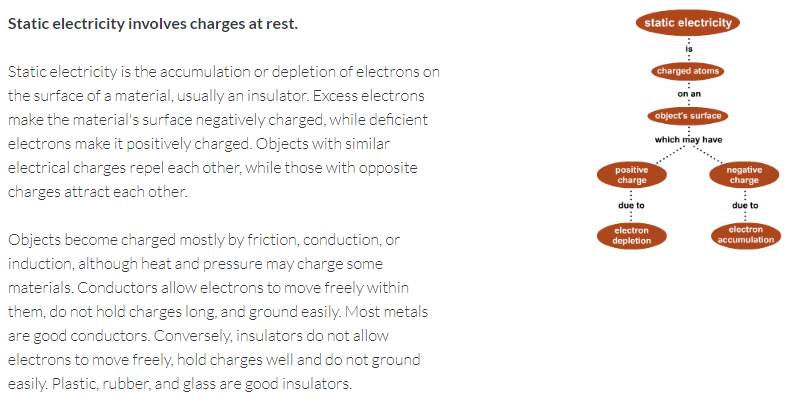 Static electricity involves charges at rest.
Static electricity is the accumulation or depletion of electrons on
the surface of a material, usually an insulator. Excess electrons
make the material's surface negatively charged, while deficient
electrons make it positively charged. Objects with similar
electrical charges repel each other, while those with opposite
charges attract each other.
Objects become charged mostly by friction, conduction, or
induction, although heat and pressure may charge some
materials. Conductors allow electrons to move freely within
them, do not hold charges long, and ground easily. Most metals
are good conductors. Conversely, insulators do not allow
electrons to move freely, hold charges well and do not ground
easily. Plastic, rubber, and glass are good insulators.
static electricity
is
charged atoms
on an
object's surface
which may have
positive
charge
due to
electron
depletion
negative
charge
due to
electron
accumulation